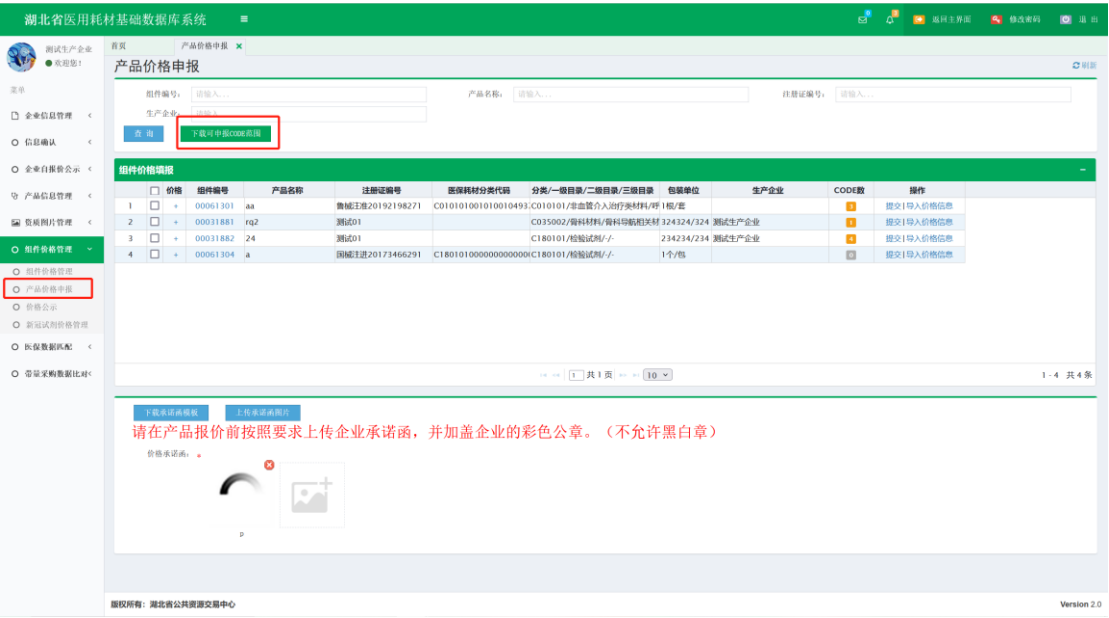 湖北省医用耗材基础数据库系统 ≡ 返回主界面 修改密码 退 出
测试生产企业
欢迎您!
首页 产品价格申报 ×
产品价格申报 刷新
菜单
组件编号: 请输入... 产品名称: 请输入... 注册证编号: 请输入...
生产企业: 请输入...
查 询 下载可申报CODE范围
企业信息管理
信息确认
企业自报价公示
产品信息管理
资质图片管理
组件价格管理
组件价格管理
产品价格申报
价格公示
新冠试剂价格管理
医保数据匹配
带量采购数据比对
组件价格填报
价格 组件编号 产品名称 注册证编号 医保耗材分类代码 分类/一级目录/二级目录/三级目录 包装单位 生产企业 CODE数 操作
1 + 00061301 aa 鲁械注准20192198271 C010101001010010493 C010101/非血管介入治疗类材料/呼 1根/套 3 提交|导入价格信息
2 + 00031881 rq2 测试01 C035002/骨科材料/骨科导航相关材 324324/324 测试生产企业 1 提交|导入价格信息
3 + 00031882 24 测试01 C180101/检验试剂/-/- 234234/234 测试生产企业 4 提交|导入价格信息
4 + 00061304 a 国械注进20173466291 C18010100000000000 C180101/检验试剂/-/- 1个/包 0 提交|导入价格信息
1 共 1 页 10 1 - 4 共 4 条
下载承诺函模板 上传承诺函图片
请在产品报价前按照要求上传企业承诺函，并加盖企业的彩色公章。（不允许黑白章）
价格承诺函: *
p
版权所有: 湖北省公共资源交易中心 Version 2.0